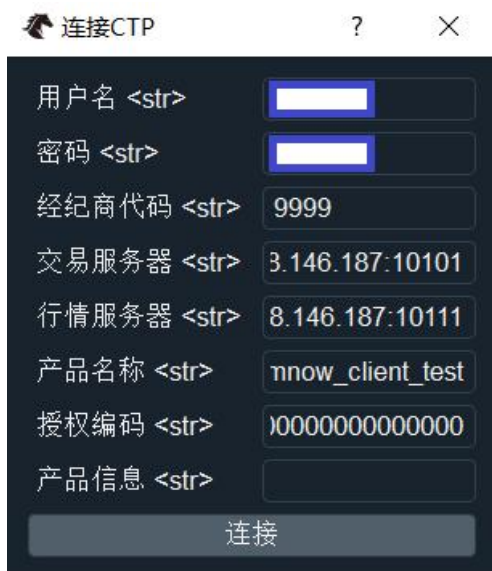 连接CTP ?
用户名 <str>
密码 <str>
经纪商代码 <str> 9999
交易服务器 <str> 3.146.187:10101
行情服务器 <str> 8.146.187:10111
产品名称 <str> mnow_client_test
授权编码 <str> 00000000000000
产品信息 <str>
连接